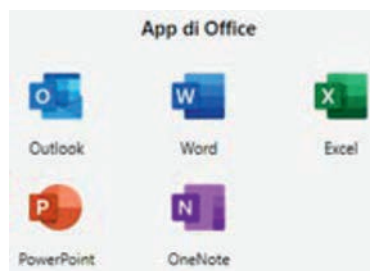 App di Office
O W X
Outlook Word Excel
P N
PowerPoint OneNote